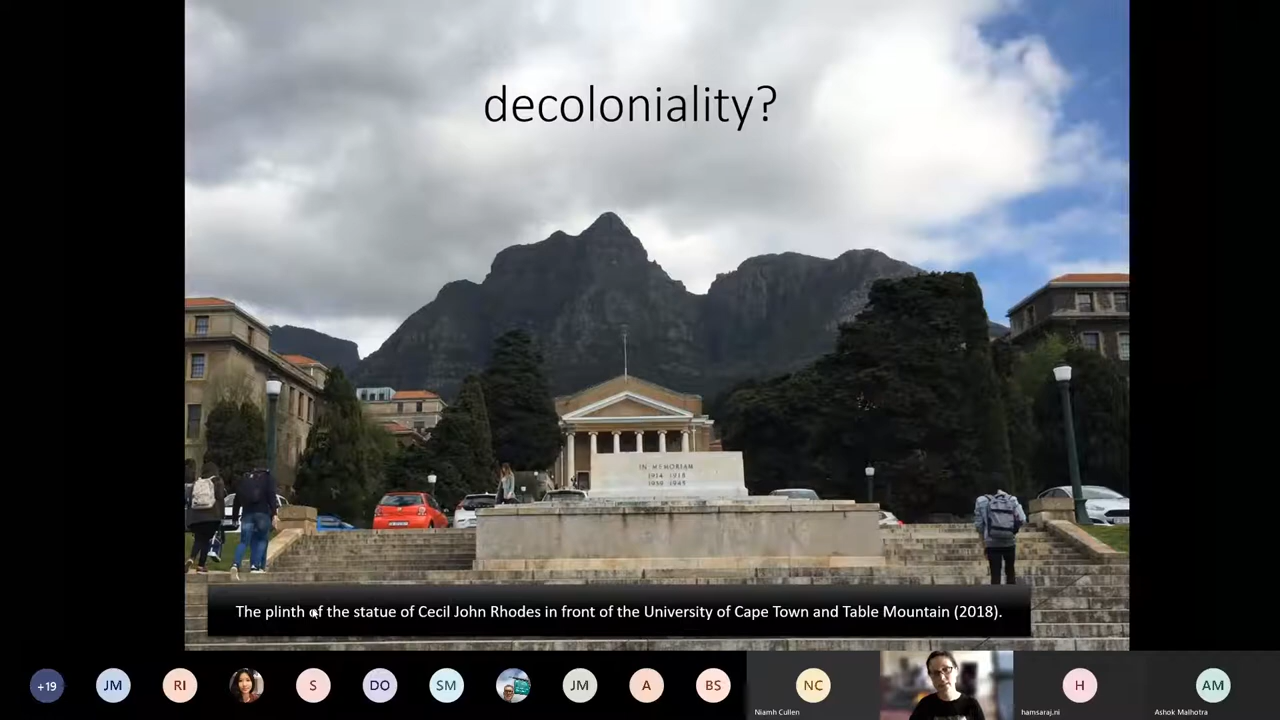 decoloniality?
IN MEMORIAM
1914 1918
1939 1945
The plinth of the statue of Cecil John Rhodes in front of the University of Cape Town and Table Mountain (2018).
+19
JM
RI
S
DO
SM
JM
A
BS
NC
H
AM
Niamh Cullen
hamsaraj.ni
Ashok Malhotra